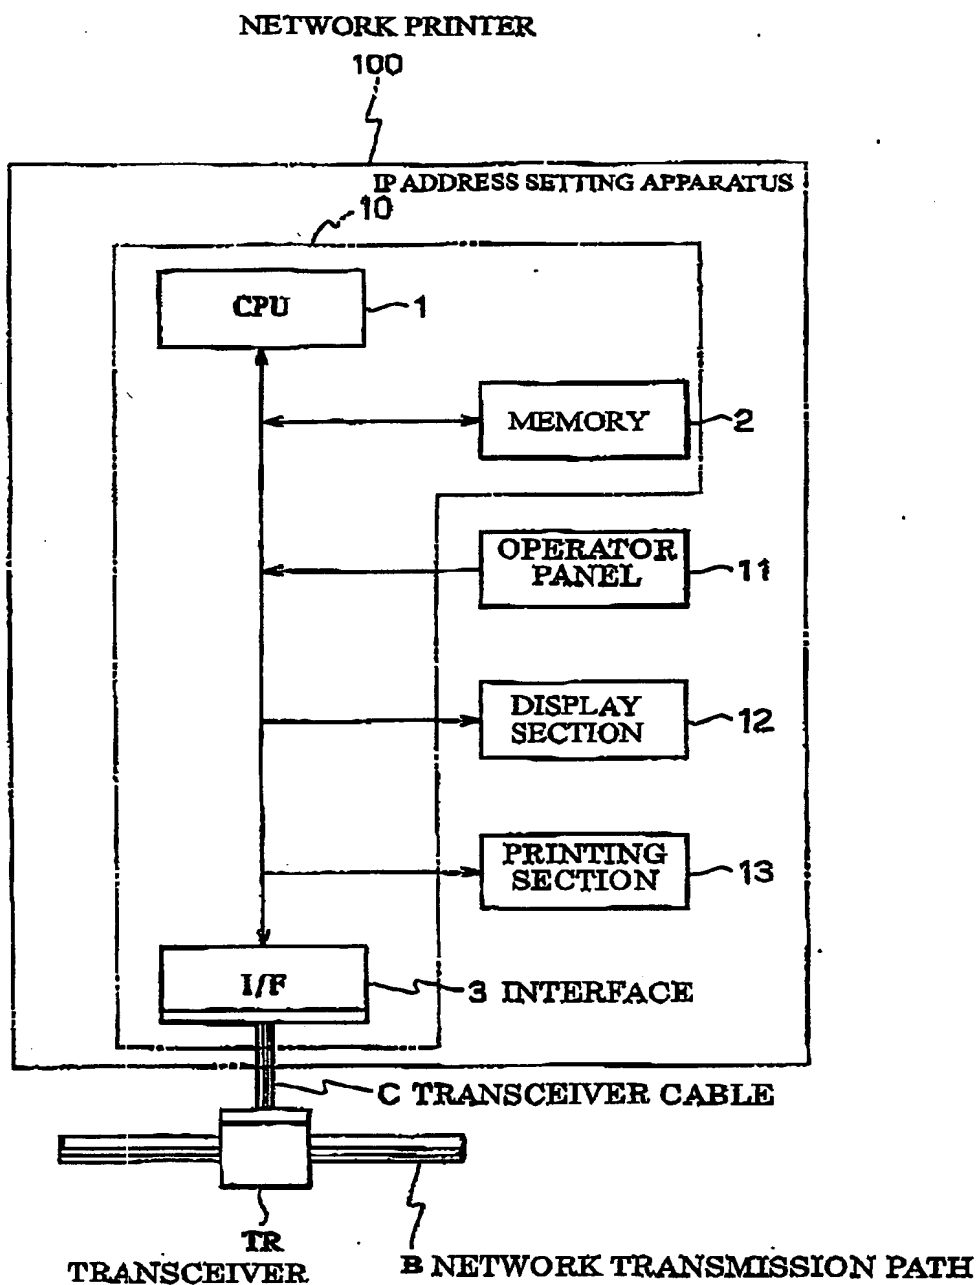 NETWORK PRINTER
100
IP ADDRESS SETTING APPARATUS
10
CPU
1
MEMORY
2
OPERATOR
PANEL
11
DISPLAY
SECTION
12
PRINTING
SECTION
13
I/F
3 INTERFACE
C TRANSCEIVER CABLE
TR
TRANSCEIVER
B NETWORK TRANSMISSION PATH